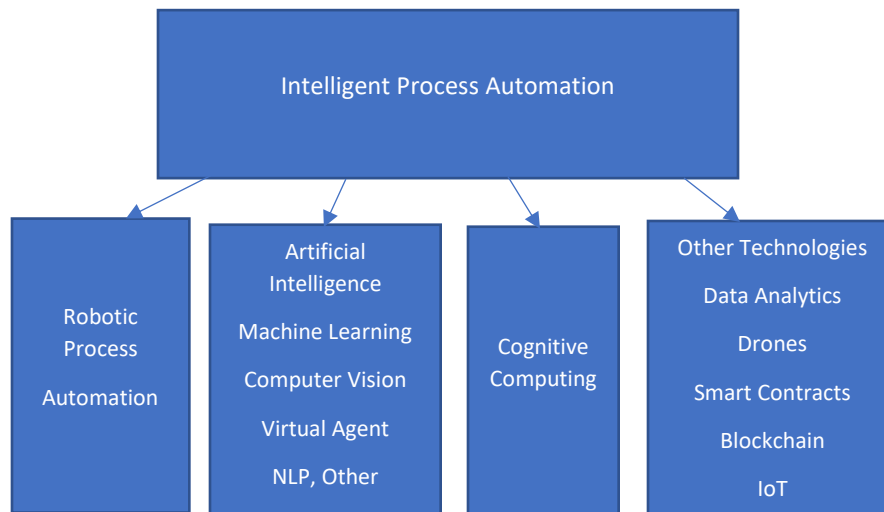 Intelligent Process Automation
Robotic
Process
Automation
Artificial
Intelligence
Machine Learning
Computer Vision
Virtual Agent
NLP, Other
Cognitive
Computing
Other Technologies
Data Analytics
Drones
Smart Contracts
Blockchain
IoT